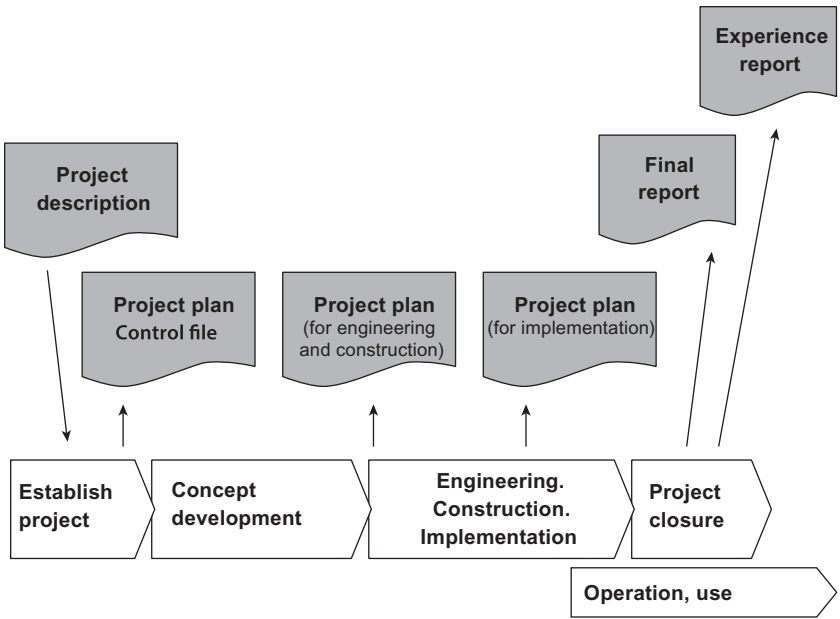 Experience
report
Project
description
Final
report
Project plan
Control file
Project plan
(for engineering
and construction)
Project plan
(for implementation)
Establish
project
Concept
development
Engineering.
Construction.
Implementation
Project
closure
Operation, use